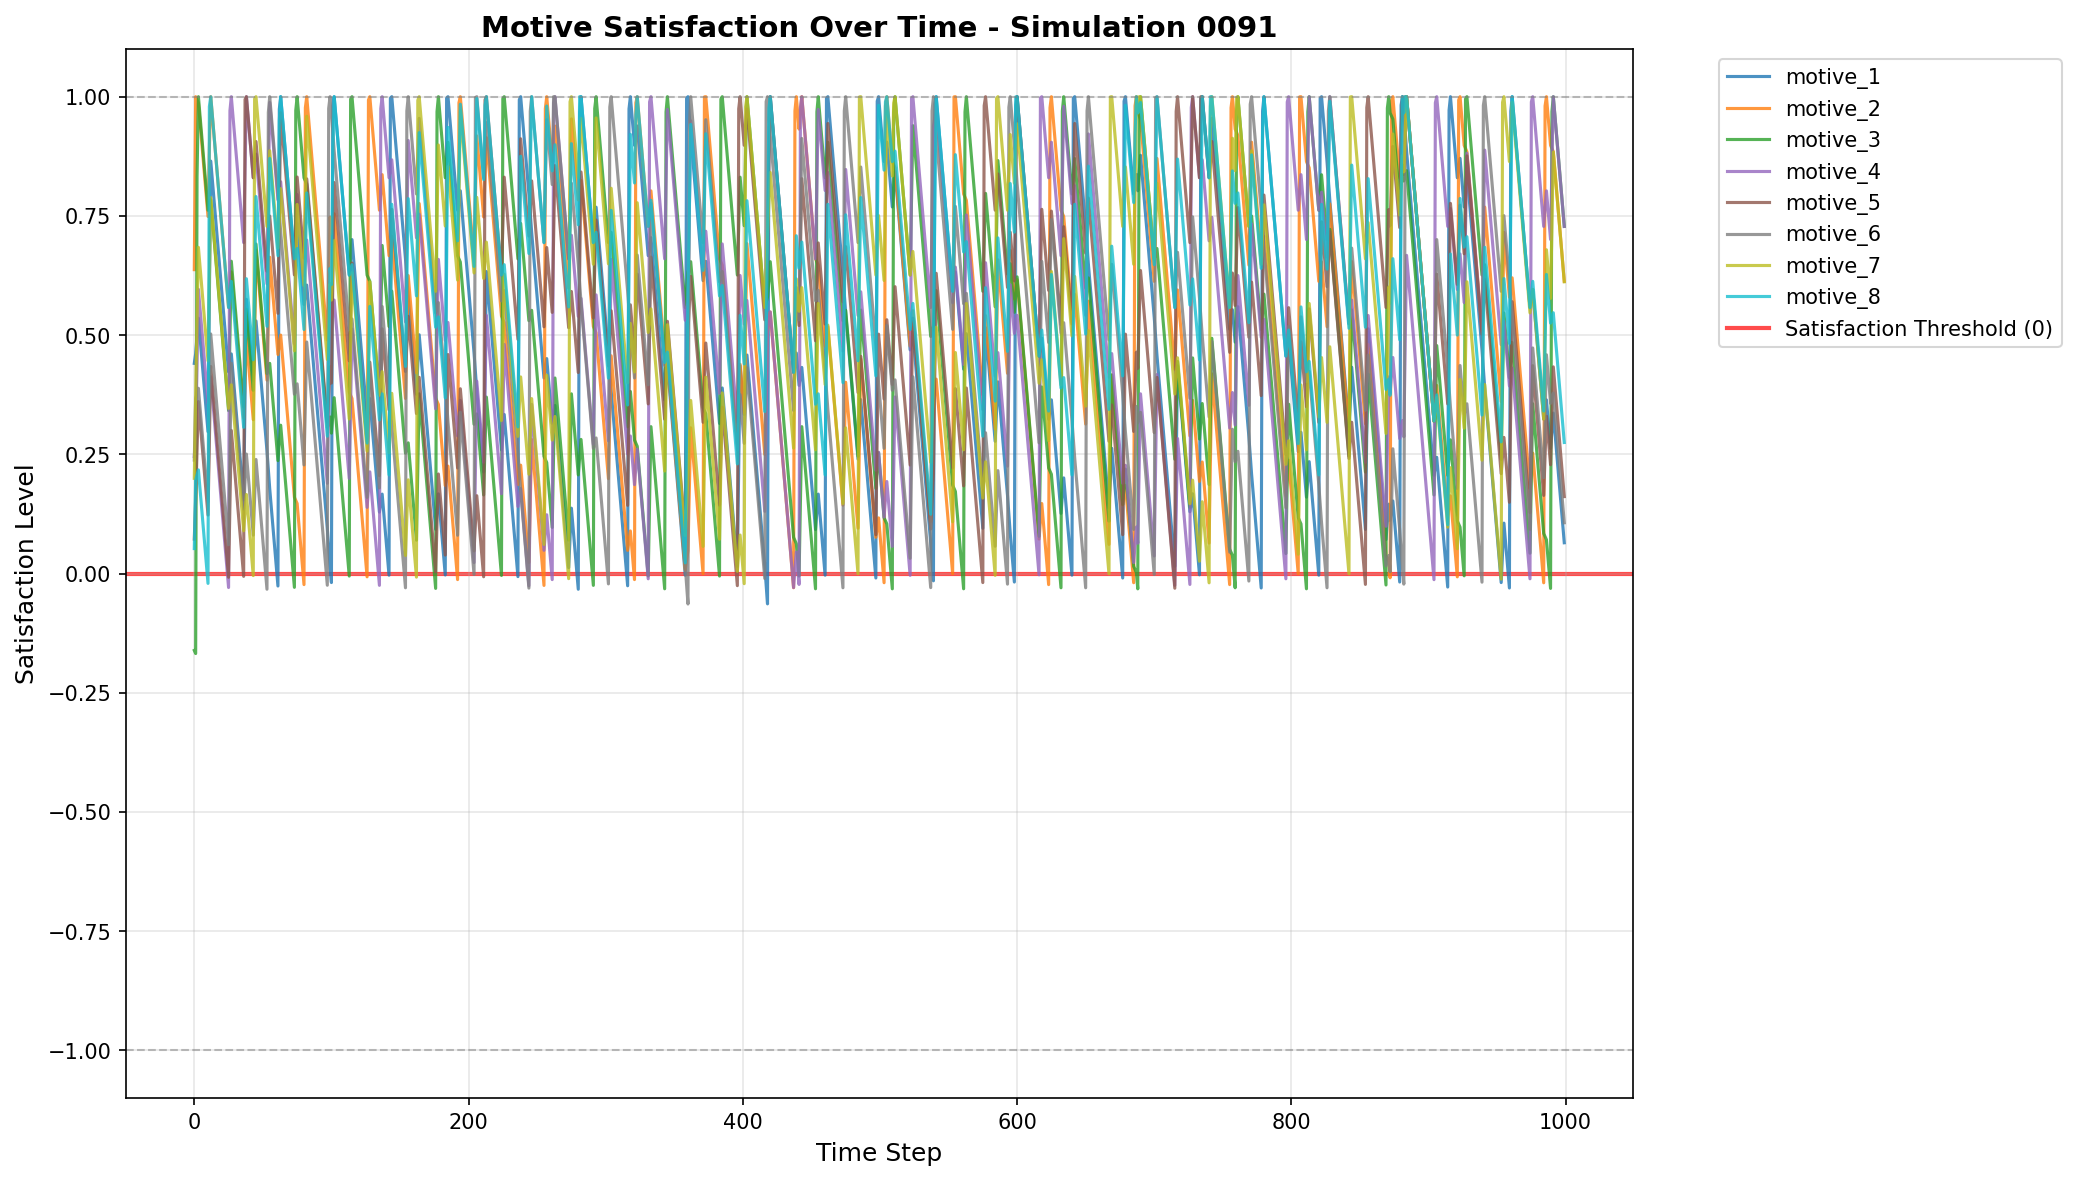 Motive Satisfaction Over Time - Simulation 0091
Satisfaction Level
1.00
0.75
0.50
0.25
0.00
−0.25
−0.50
−0.75
−1.00
0
200
400
600
800
1000
Time Step
motive_1
motive_2
motive_3
motive_4
motive_5
motive_6
motive_7
motive_8
Satisfaction Threshold (0)